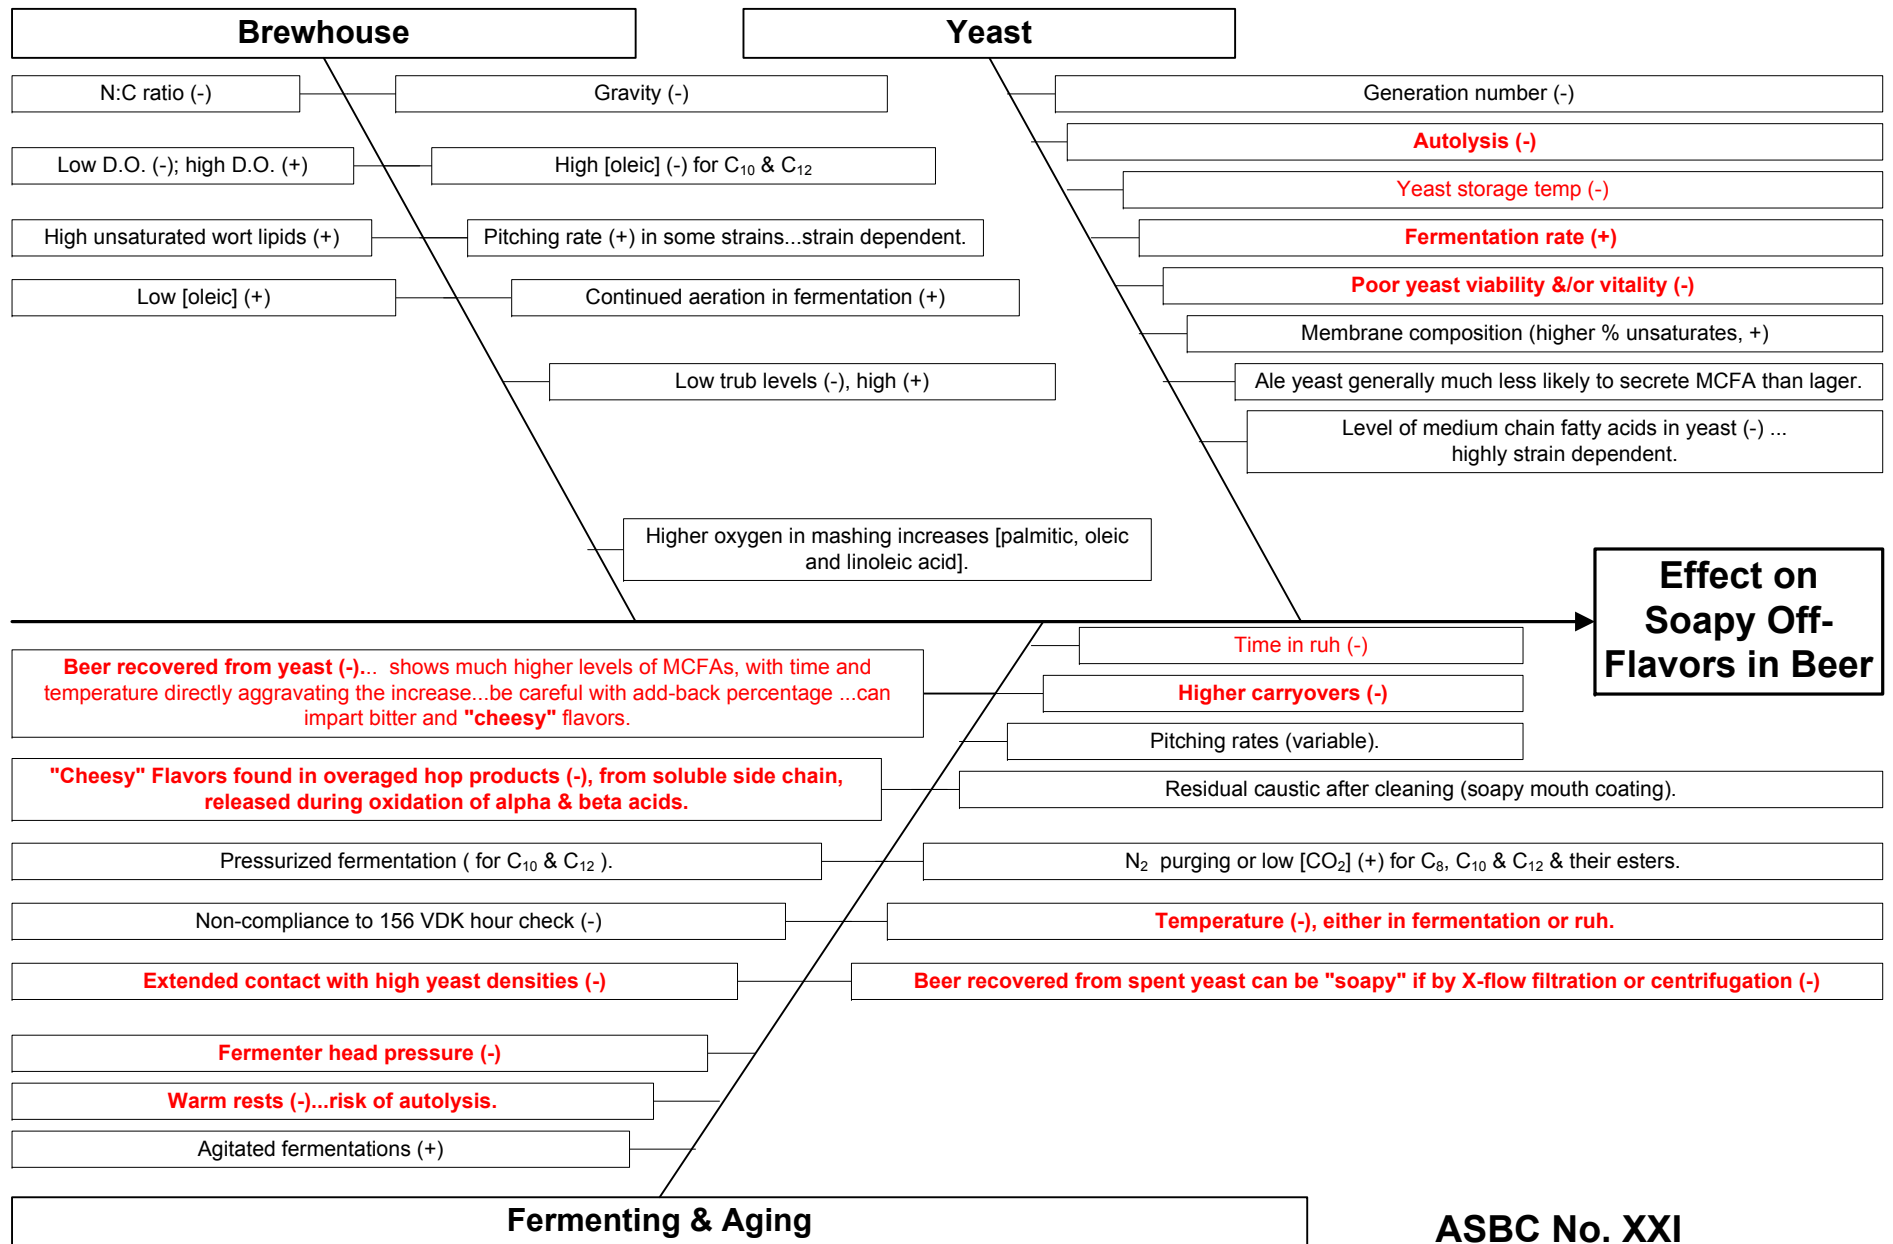 Brewhouse
Yeast
N:C ratio (-)
Gravity (-)
Generation number (-)
Autolysis (-)
Low D.O. (-); high D.O. (+)
High [oleic] (-) for C₁₀ & C₁₂
Yeast storage temp (-)
High unsaturated wort lipids (+)
Pitching rate (+) in some strains...strain dependent.
Fermentation rate (+)
Low [oleic] (+)
Continued aeration in fermentation (+)
Poor yeast viability &/or vitality (-)
Membrane composition (higher % unsaturates, +)
Low trub levels (-), high (+)
Ale yeast generally much less likely to secrete MCFA than lager.
Level of medium chain fatty acids in yeast (-) ...
highly strain dependent.
Higher oxygen in mashing increases [palmitic, oleic
and linoleic acid].
Effect on
Soapy Off-
Flavors in Beer
Time in ruh (-)
Beer recovered from yeast (-)... shows much higher levels of MCFAs, with time and
temperature directly aggravating the increase...be careful with add-back percentage ...can
impart bitter and "cheesy" flavors.
Higher carryovers (-)
Pitching rates (variable).
"Cheesy" Flavors found in overaged hop products (-), from soluble side chain,
released during oxidation of alpha & beta acids.
Residual caustic after cleaning (soapy mouth coating).
Pressurized fermentation ( for C₁₀ & C₁₂ ).
N₂ purging or low [CO₂] (+) for C₈, C₁₀ & C₁₂ & their esters.
Non-compliance to 156 VDK hour check (-)
Temperature (-), either in fermentation or ruh.
Extended contact with high yeast densities (-)
Beer recovered from spent yeast can be "soapy" if by X-flow filtration or centrifugation (-)
Fermenter head pressure (-)
Warm rests (-)...risk of autolysis.
Agitated fermentations (+)
Fermenting & Aging
ASBC No. XXI